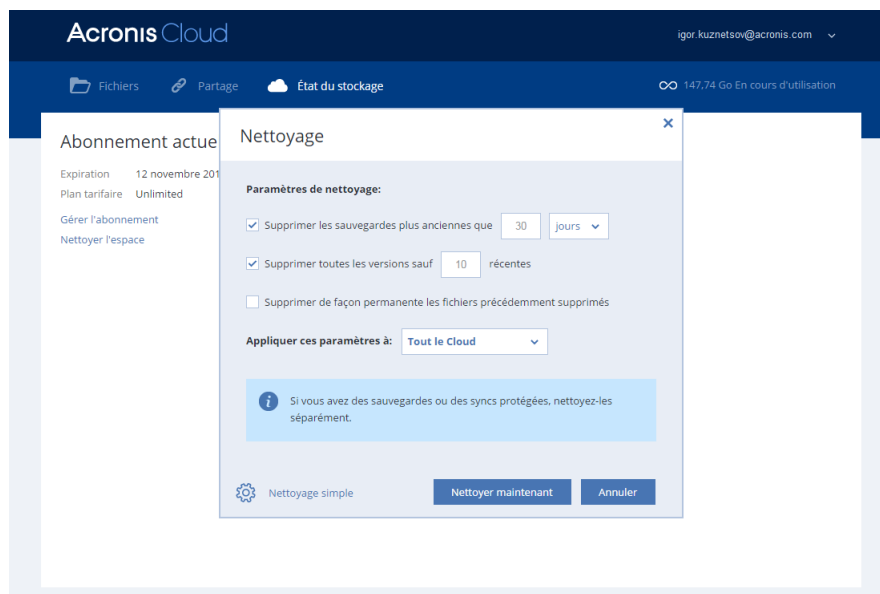 Acronis Cloud
igor.kuznetsov@acronis.com
Fichiers
Partage
État du stockage
147,74 Go En cours d'utilisation
Abonnement actue
Expiration 12 novembre 201
Plan tarifaire Unlimited
Gérer l'abonnement
Nettoyer l'espace
Nettoyage
Paramètres de nettoyage:
Supprimer les sauvegardes plus anciennes que 30 jours
Supprimer toutes les versions sauf 10 récentes
Supprimer de façon permanente les fichiers précédemment supprimés
Appliquer ces paramètres à: Tout le Cloud
Si vous avez des sauvegardes ou des syncs protégées, nettoyez-les
séparément.
Nettoyage simple
Nettoyer maintenant
Annuler